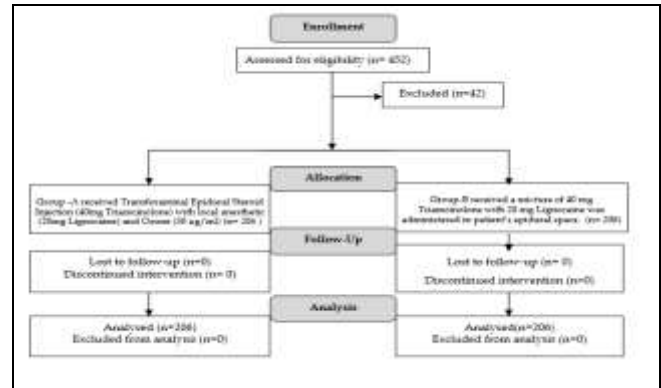 Enrollment
Assessed for eligibility (n= 452)
Excluded (n=42)
Allocation
Group -A received Transforaminal Epidural Steroid
Injection (40mg Triamcinolone) with local anesthetic
(20mg Lignocaine) and Ozone (30 ug/ml) (n= 206 )
Group-B received a mixture of 40 mg
Triamcinolone with 20 mg Lignocaine was
administered in patient's epidural space. (n= 206)
Follow-Up
Lost to follow-up (n=0)
Discontinued intervention (n= 0)
Lost to follow-up (n= 0)
Discontinued intervention (n=0)
Analysis
Analysed (n=206)
Excluded from analysis (n=0)
Analysed(n=206)
Excluded from analysis (n=0)